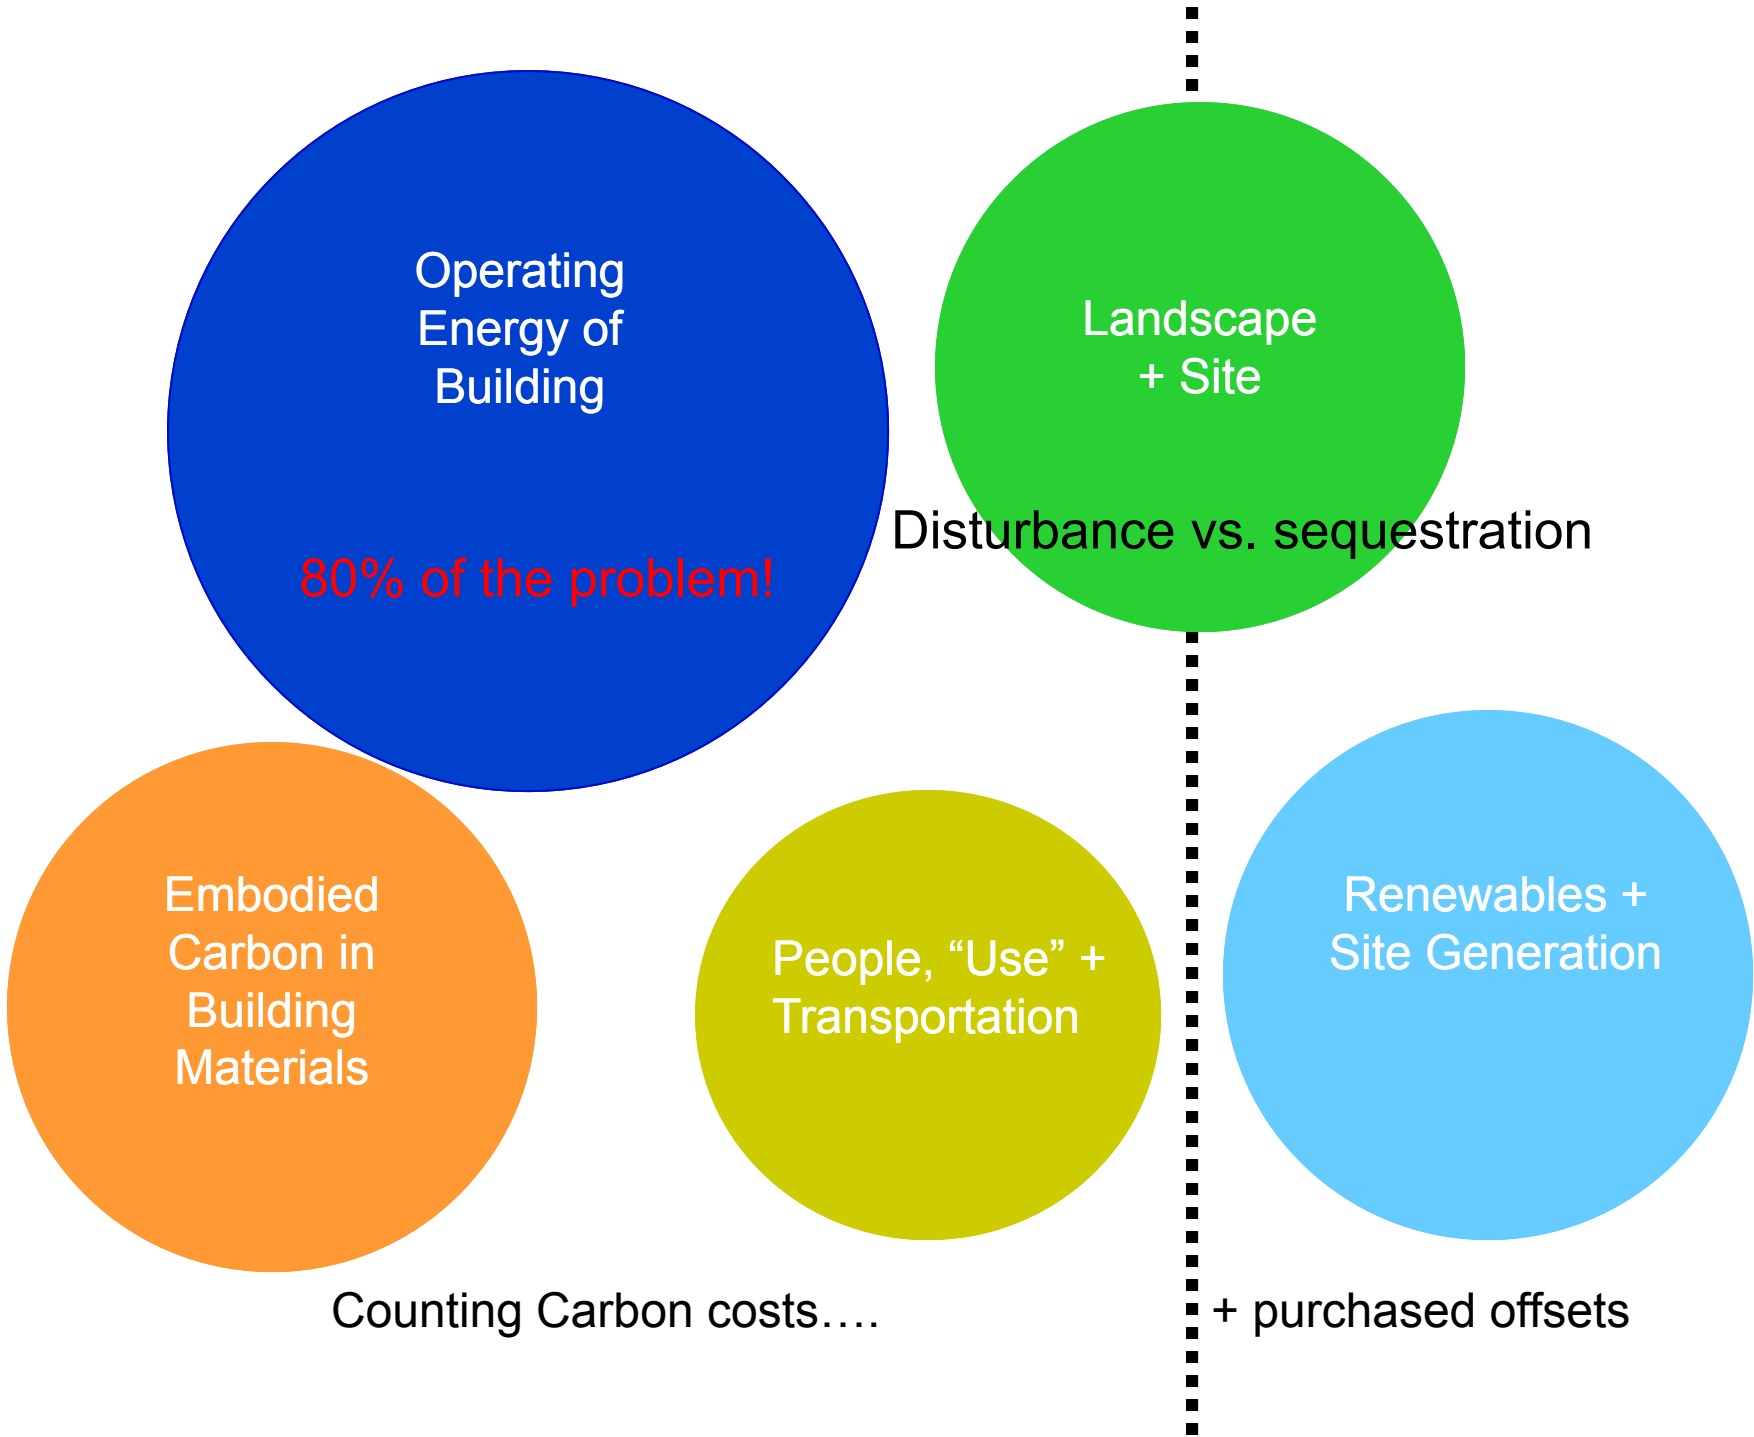 Operating
Energy of
Building
80% of the problem!
Landscape
+ Site
Disturbance vs. sequestration
Embodied
Carbon in
Building
Materials
People, “Use” +
Transportation
Renewables +
Site Generation
Counting Carbon costs….
+ purchased offsets